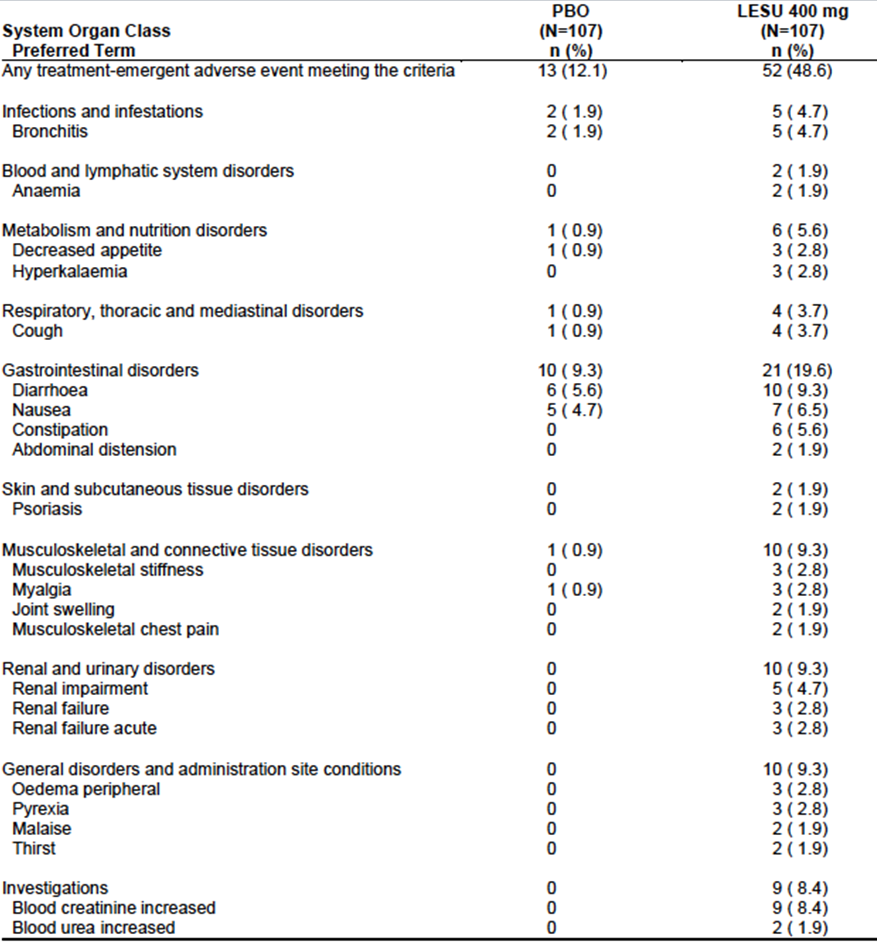 PBO LESU 400 mg
System Organ Class (N=107) (N=107)
Preferred Term n (%) n (%)
Any treatment-emergent adverse event meeting the criteria 13 (12.1) 52 (48.6)
Infections and infestations 2 ( 1.9) 5 ( 4.7)
Bronchitis 2 ( 1.9) 5 ( 4.7)
Blood and lymphatic system disorders 0 2 ( 1.9)
Anaemia 0 2 ( 1.9)
Metabolism and nutrition disorders 1 ( 0.9) 6 ( 5.6)
Decreased appetite 1 ( 0.9) 3 ( 2.8)
Hyperkalaemia 0 3 ( 2.8)
Respiratory, thoracic and mediastinal disorders 1 ( 0.9) 4 ( 3.7)
Cough 1 ( 0.9) 4 ( 3.7)
Gastrointestinal disorders 10 ( 9.3) 21 (19.6)
Diarrhoea 6 ( 5.6) 10 ( 9.3)
Nausea 5 ( 4.7) 7 ( 6.5)
Constipation 0 6 ( 5.6)
Abdominal distension 0 2 ( 1.9)
Skin and subcutaneous tissue disorders 0 2 ( 1.9)
Psoriasis 0 2 ( 1.9)
Musculoskeletal and connective tissue disorders 1 ( 0.9) 10 ( 9.3)
Musculoskeletal stiffness 0 3 ( 2.8)
Myalgia 1 ( 0.9) 3 ( 2.8)
Joint swelling 0 2 ( 1.9)
Musculoskeletal chest pain 0 2 ( 1.9)
Renal and urinary disorders 0 10 ( 9.3)
Renal impairment 0 5 ( 4.7)
Renal failure 0 3 ( 2.8)
Renal failure acute 0 3 ( 2.8)
General disorders and administration site conditions 0 10 ( 9.3)
Oedema peripheral 0 3 ( 2.8)
Pyrexia 0 3 ( 2.8)
Malaise 0 2 ( 1.9)
Thirst 0 2 ( 1.9)
Investigations 0 9 ( 8.4)
Blood creatinine increased 0 9 ( 8.4)
Blood urea increased 0 2 ( 1.9)